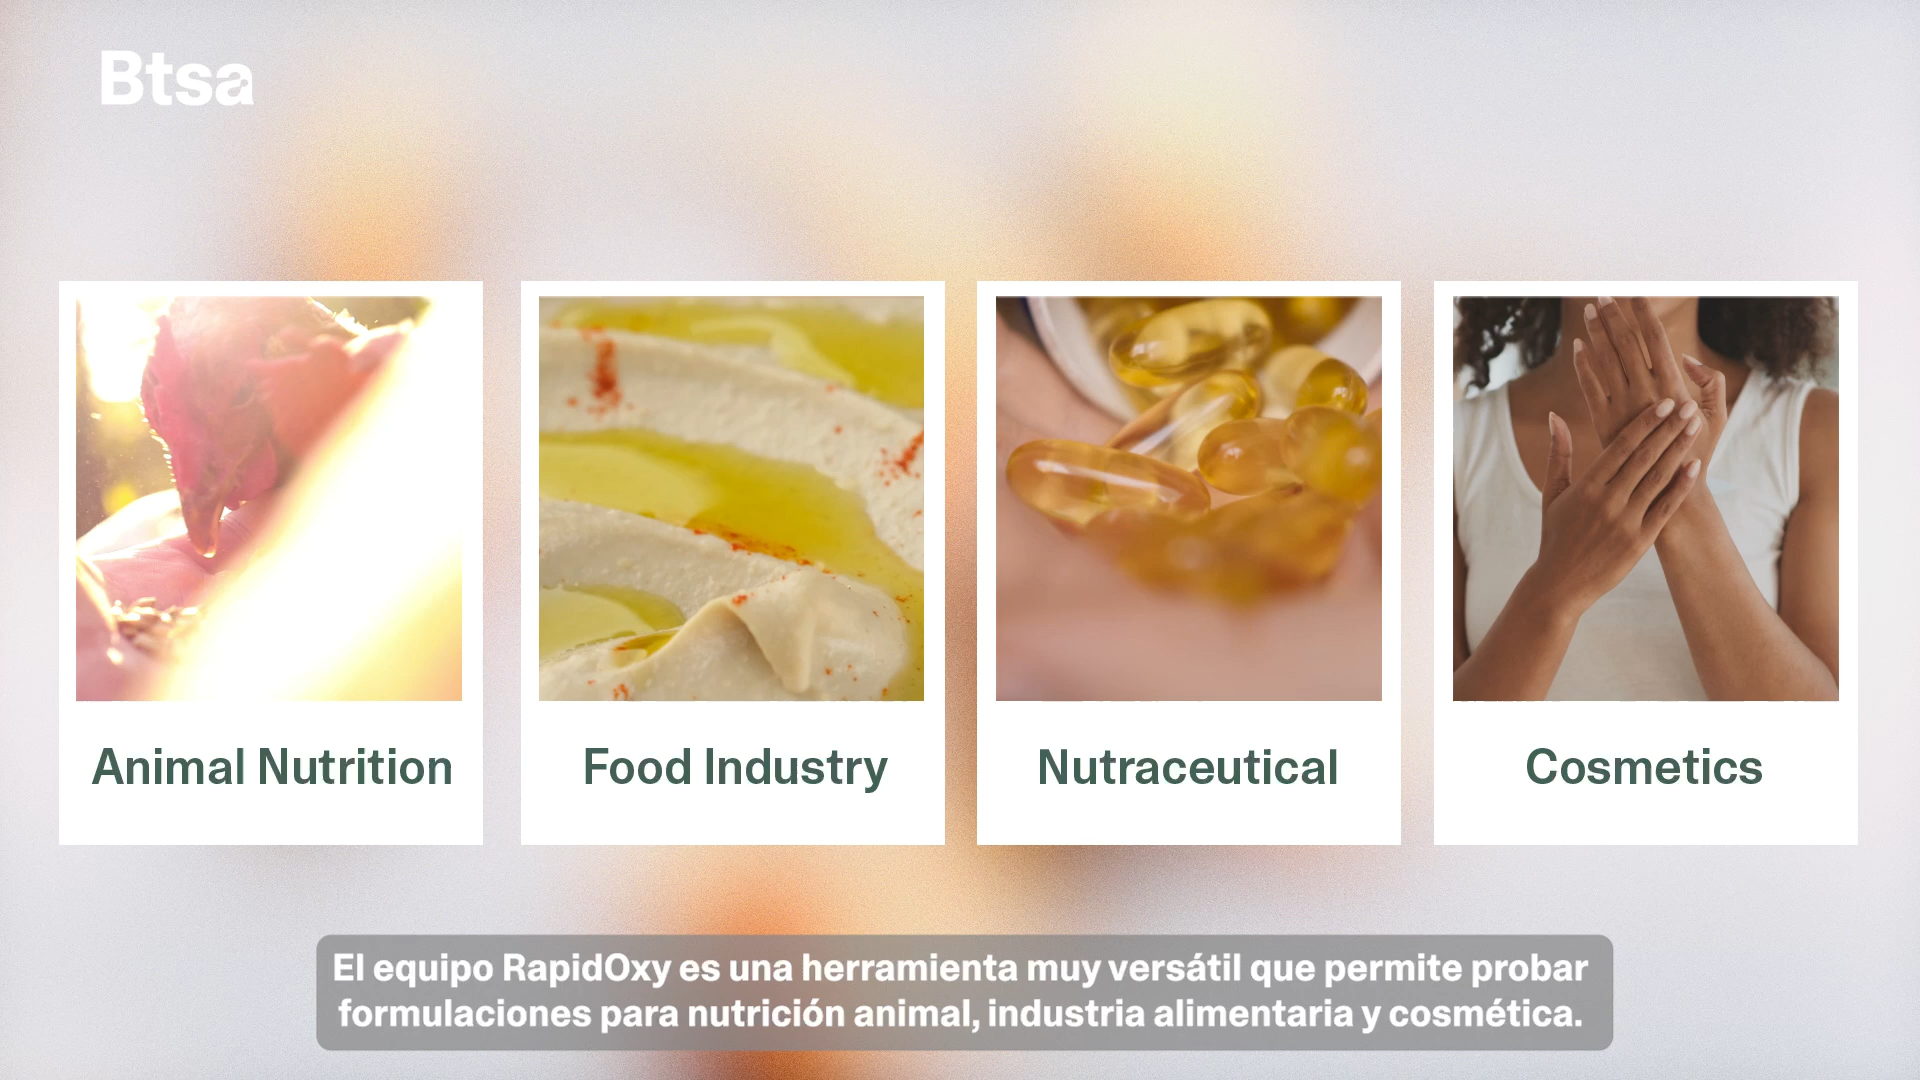 Btsa
Animal Nutrition
Food Industry
Nutraceutical
Cosmetics
El equipo RapidOxy es una herramienta muy versátil que permite probar
formulaciones para nutrición animal, industria alimentaria y cosmética.